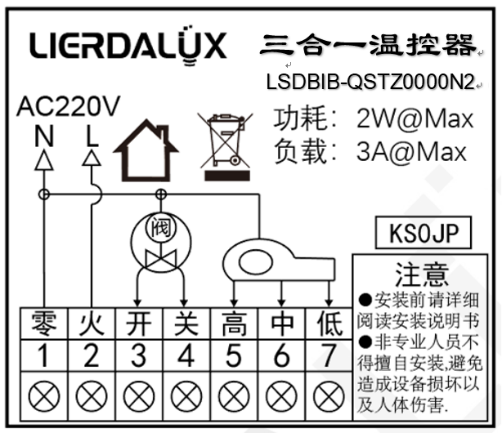 LIERDALUX 三合一温控器
LSDBIB-QSTZ0000N2
AC220V
功耗：2W@Max
N L
负载：3A@Max
阀
KS0JP
注意
●安装前请详细
阅读安装说明书
●非专业人员不
得擅自安装,避免
造成设备损坏以
及人体伤害.
零 火 开 关 高 中 低
1 2 3 4 5 6 7